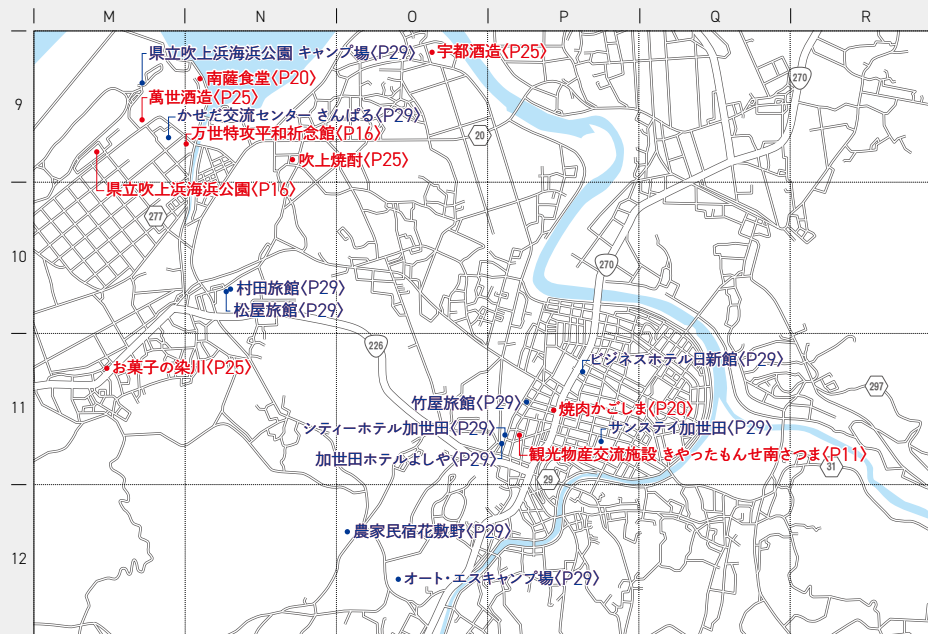 M N O P Q R
9
県立吹上浜海浜公園 キャンプ場〈P29〉
宇都酒造〈P25〉
南薩食堂〈P20〉
270
萬世酒造〈P25〉
かせだ交流センター さんぱる〈P29〉
万世特攻平和祈念館〈P.16〉
20
吹上焼酎〈P25〉
県立吹上浜海浜公園〈P16〉
277
10
270
村田旅館〈P29〉
松屋旅館〈P29〉
226
ビジネスホテル日新館〈P29〉
お菓子の染川〈P25〉
297
11
竹屋旅館〈P29〉
焼肉かごしま〈P20〉
シティーホテル加世田〈P29〉
サンステイ加世田〈P29〉
観光物産交流施設 きやったもんせ南さつま〈P11〉
加世田ホテルよしや〈P29〉
31
29
農家民宿花敷野〈P29〉
12
オート・エスキャンプ場〈P29〉